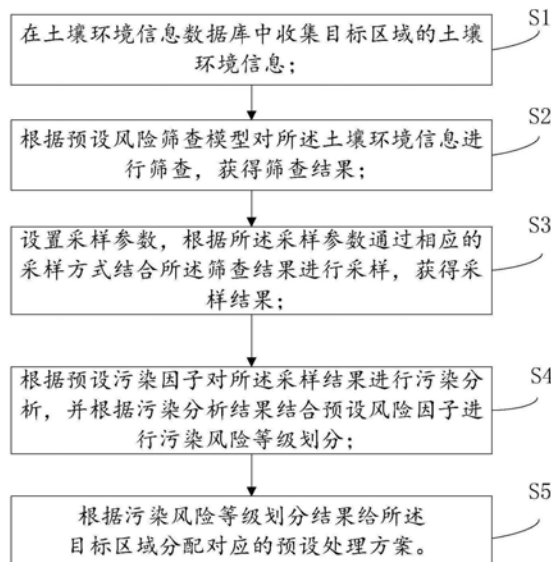 S1
在土壤环境信息数据库中收集目标区域的土壤
环境信息；
S2
根据预设风险筛查模型对所述土壤环境信息进
行筛查，获得筛查结果；
S3
设置采样参数，根据所述采样参数通过相应的
采样方式结合所述筛查结果进行采样，获得采
样结果；
S4
根据预设污染因子对所述采样结果进行污染分
析，并根据污染分析结果结合预设风险因子进
行污染风险等级划分；
S5
根据污染风险等级划分结果给所述
目标区域分配对应的预设处理方案。